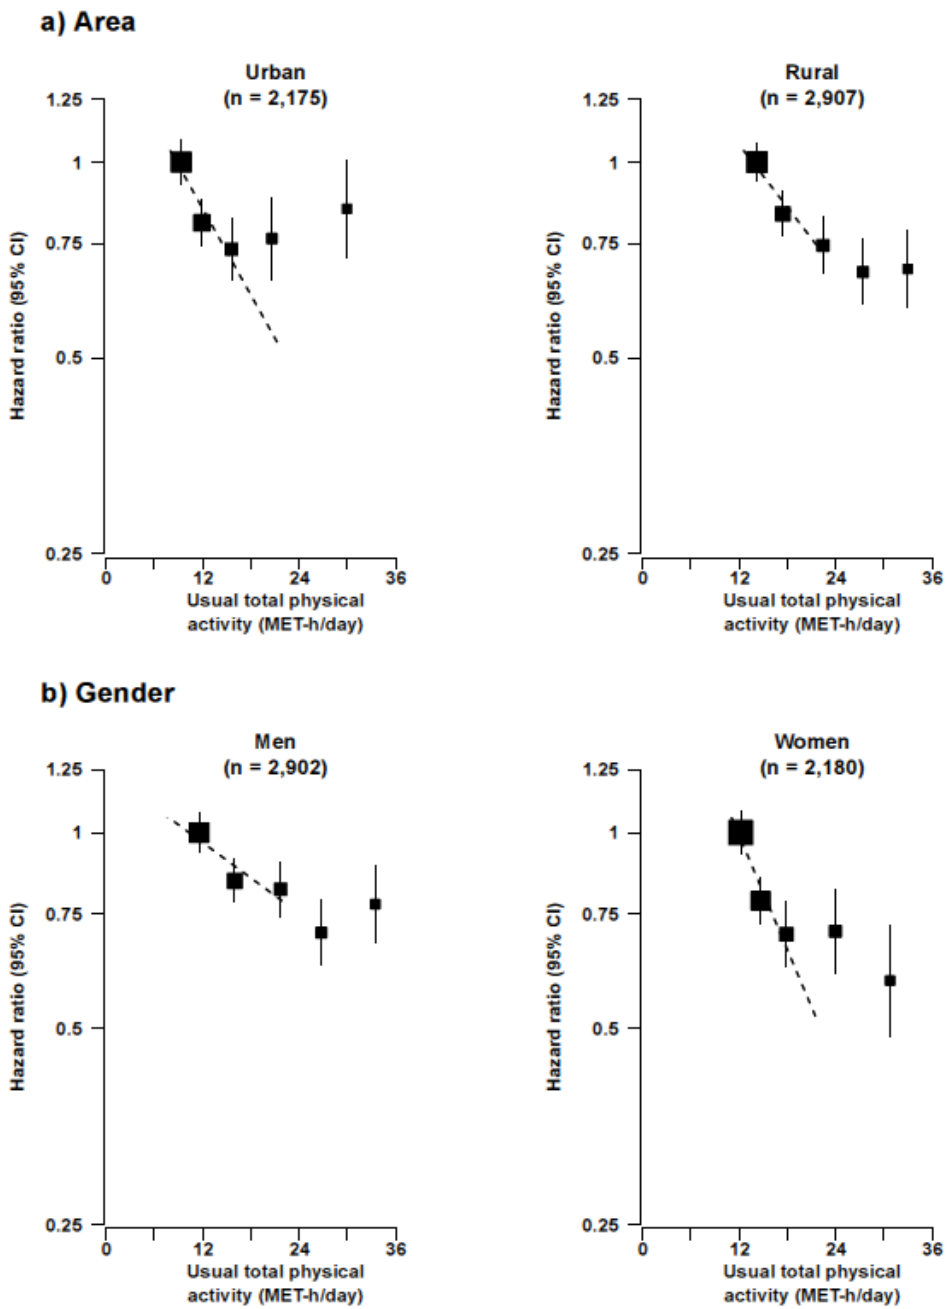 a) Area
Urban
(n = 2,175)
1.25
1
0.75
0.5
0.25
Hazard ratio (95% CI)
0 12 24 36
Usual total physical
activity (MET-h/day)
Rural
(n = 2,907)
1.25
1
0.75
0.5
0.25
Hazard ratio (95% CI)
0 12 24 36
Usual total physical
activity (MET-h/day)
b) Gender
Men
(n = 2,902)
1.25
1
0.75
0.5
0.25
Hazard ratio (95% CI)
0 12 24 36
Usual total physical
activity (MET-h/day)
Women
(n = 2,180)
1.25
1
0.75
0.5
0.25
Hazard ratio (95% CI)
0 12 24 36
Usual total physical
activity (MET-h/day)